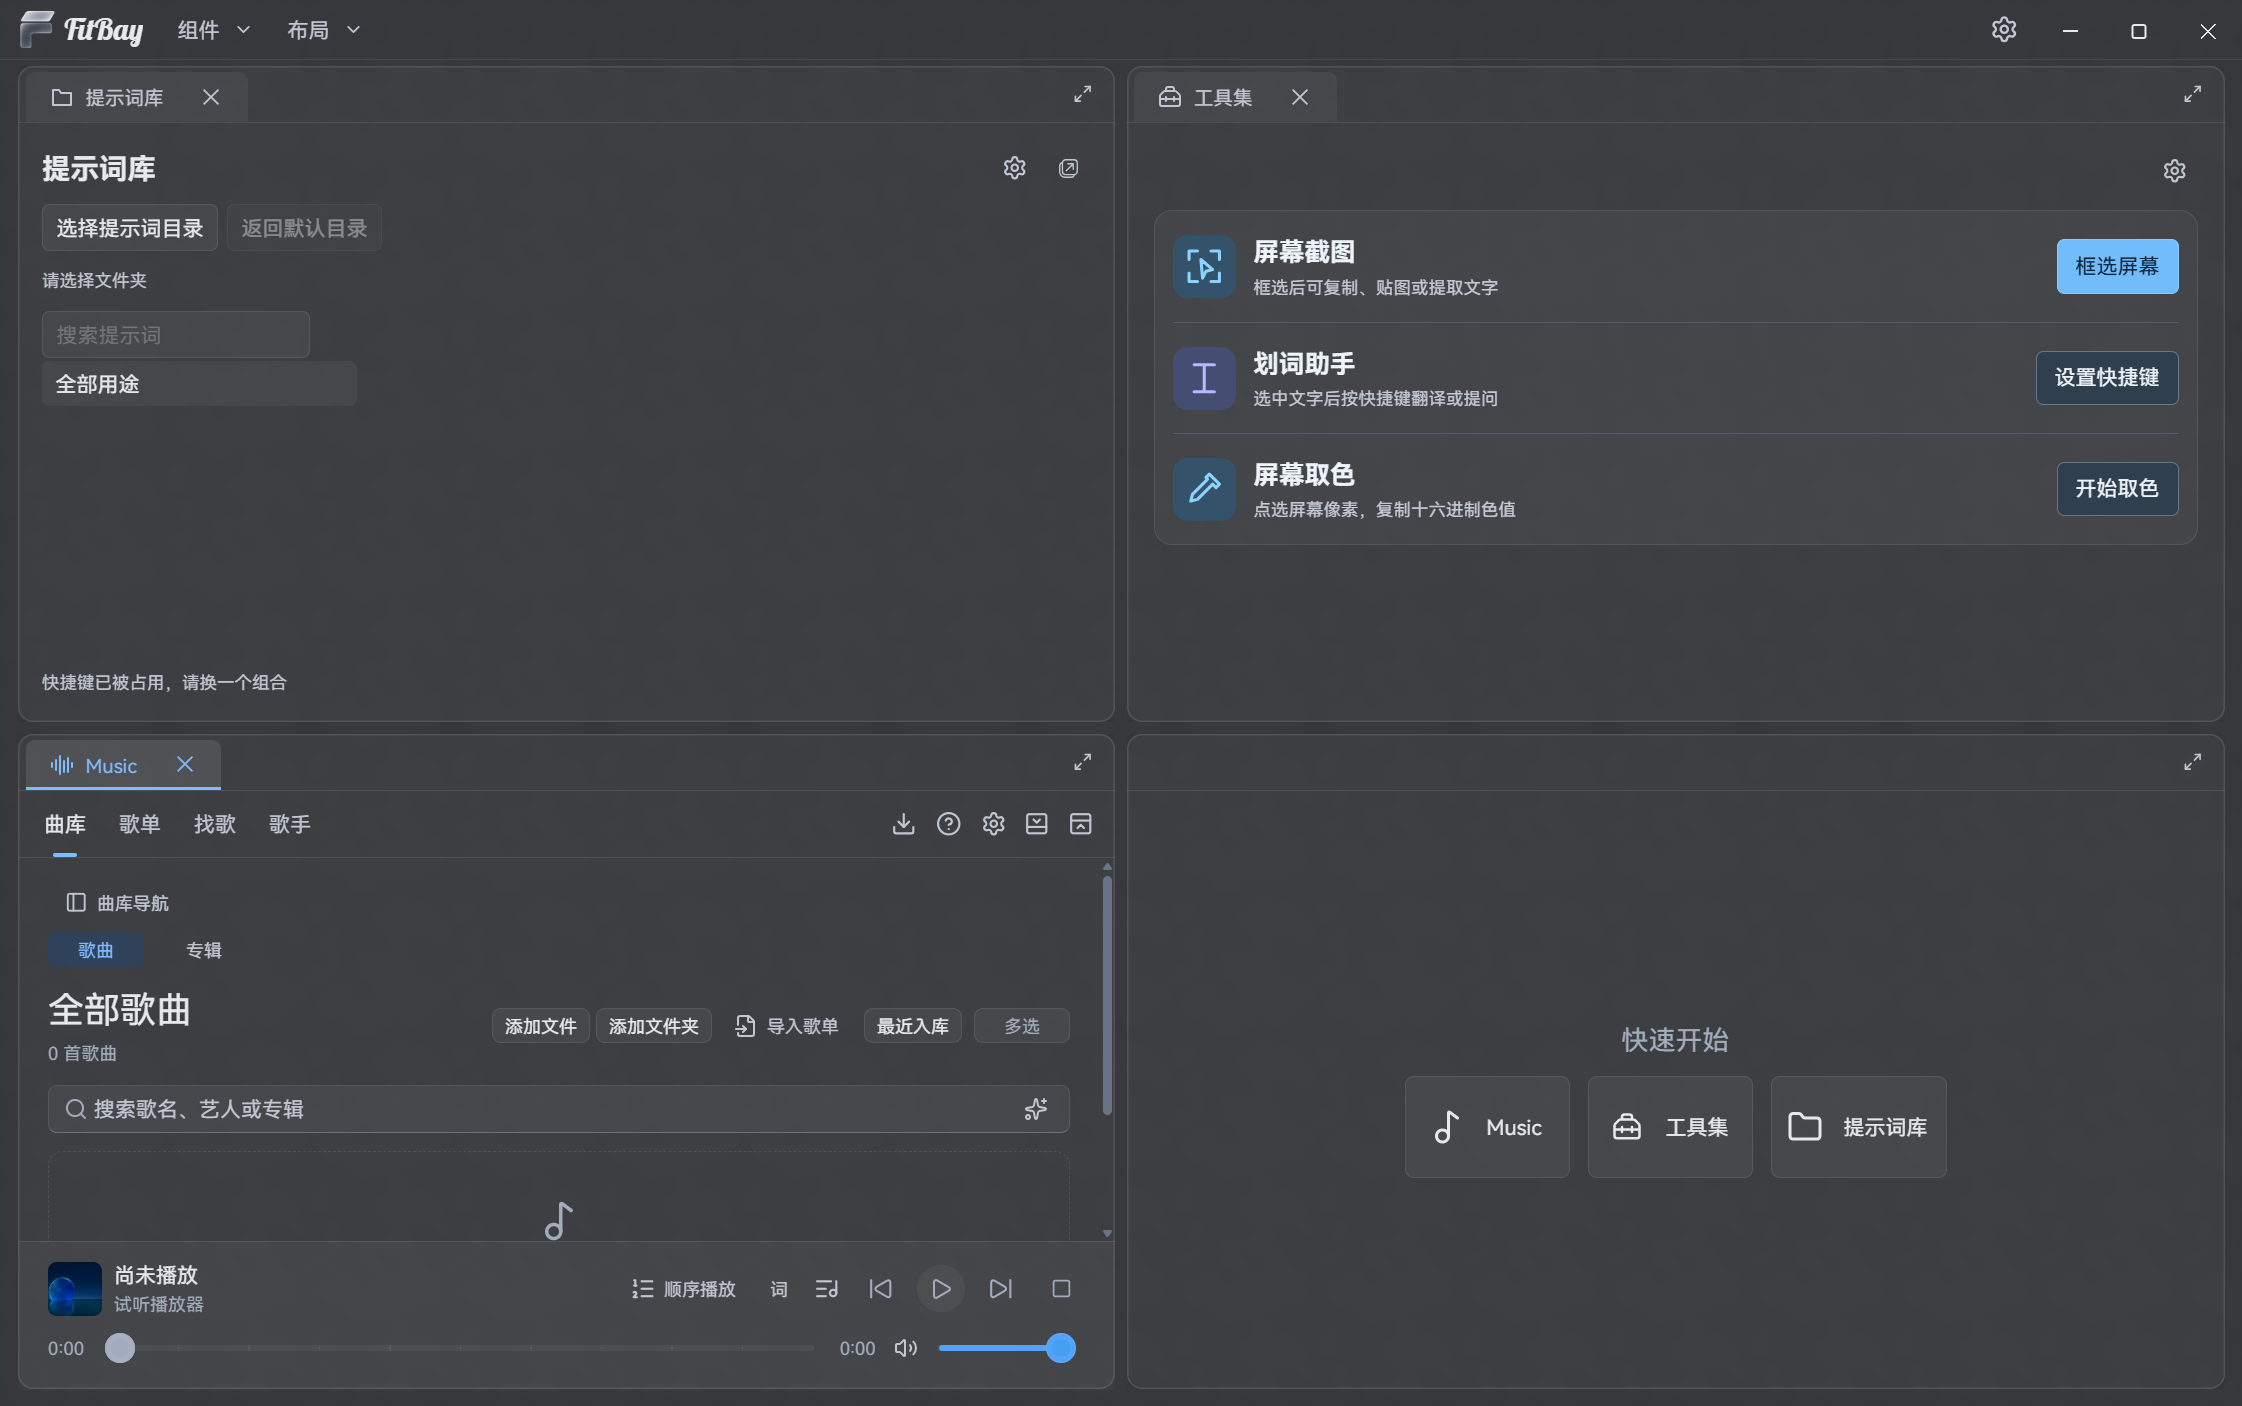 FitBay 组件 布局
提示词库
提示词库
选择提示词目录 返回默认目录
请选择文件夹
搜索提示词
全部用途
快捷键已被占用，请换一个组合
工具集
屏幕截图
框选后可复制、贴图或提取文字
框选屏幕
划词助手
选中文字后按快捷键翻译或提问
设置快捷键
屏幕取色
点选屏幕像素，复制十六进制色值
开始取色
Music
曲库 歌单 找歌 歌手
曲库导航
歌曲 专辑
全部歌曲
0 首歌曲
添加文件 添加文件夹 导入歌单 最近入库 多选
搜索歌名、艺人或专辑
尚未播放
试听播放器
顺序播放 词
0:00 0:00
快速开始
Music 工具集 提示词库